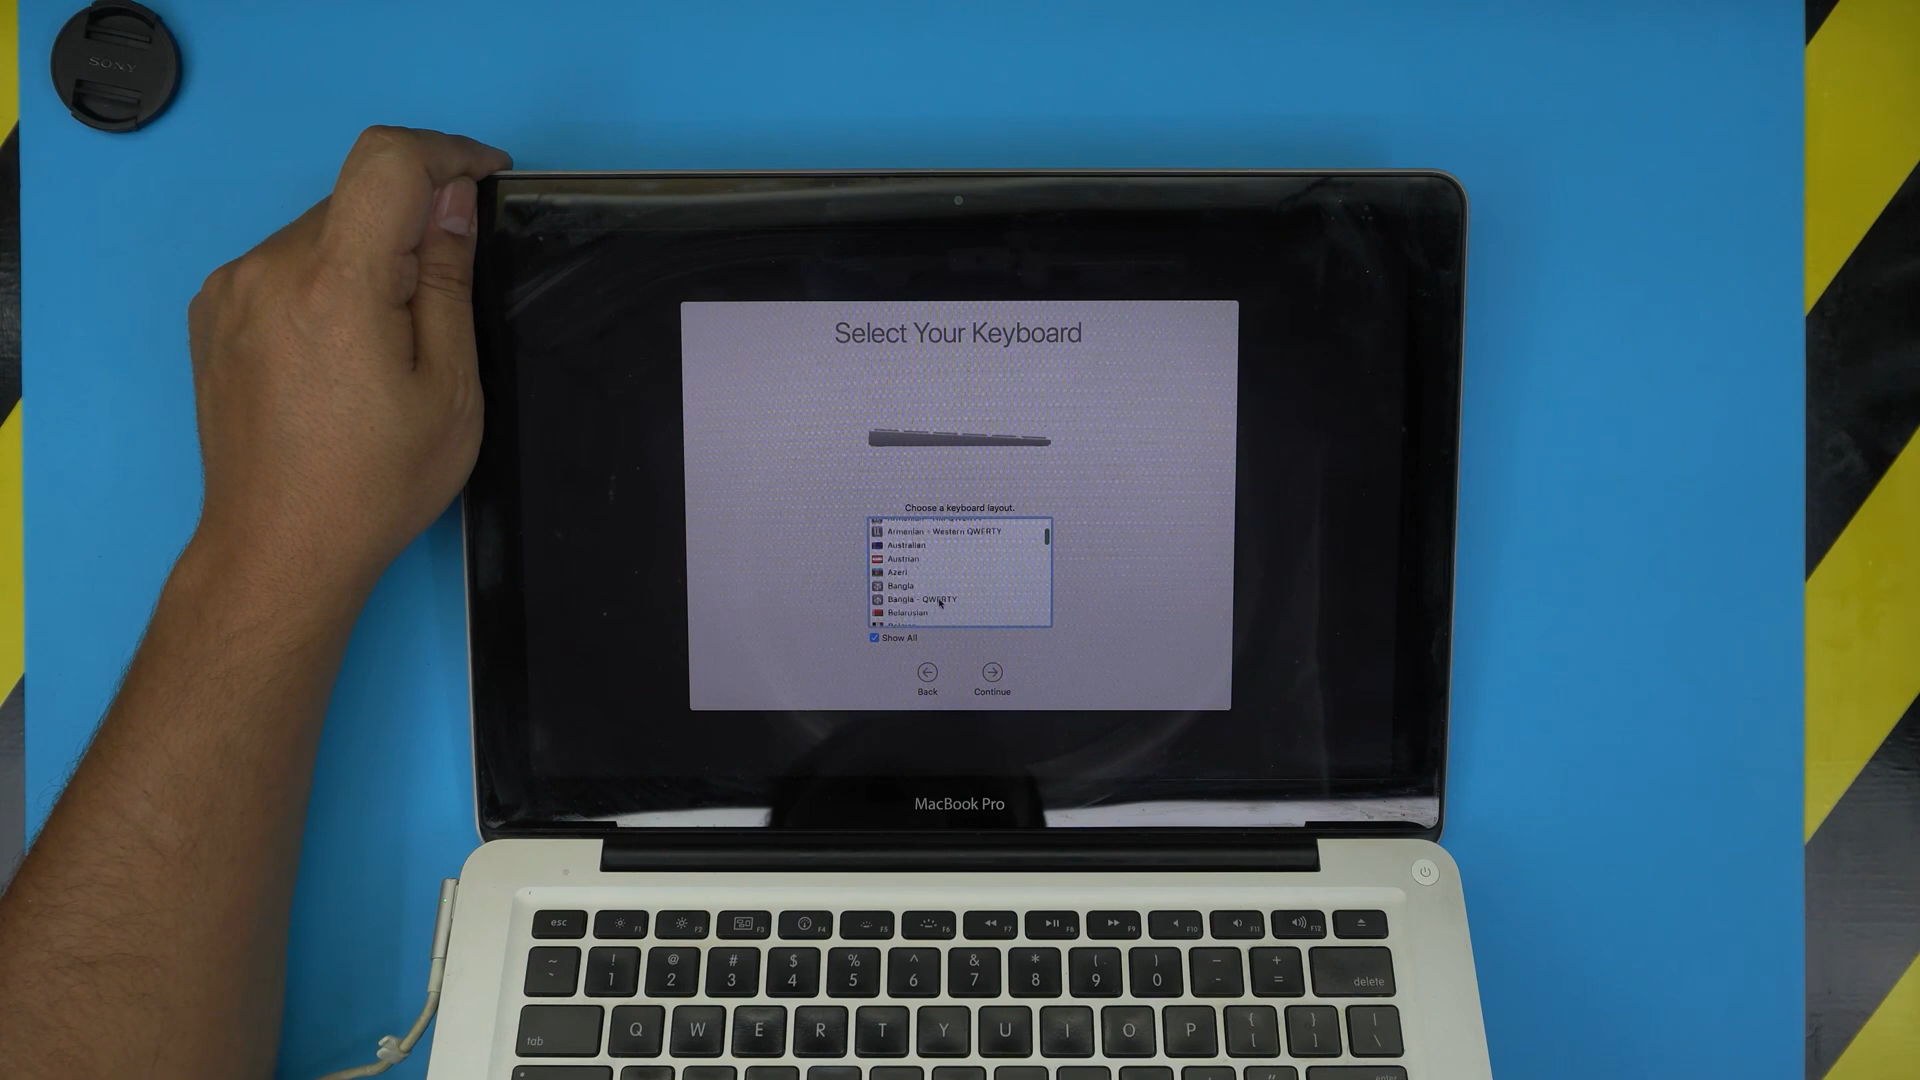 SONY
Select Your Keyboard
Choose a keyboard layout.
Armenian - Western QWERTY
Australian
Austrian
Azeri
Bangla
Bangla - QWERTY
Belarusian
Show All
Back
Continue
MacBook Pro
esc F1 F2 F3 F4 F5 F6 F7 F8 F9 F10 F11 F12
~ ! @ # $ % ^ & * ( ) _ +
` 1 2 3 4 5 6 7 8 9 0 - = delete
tab Q W E R T Y U I O P { [ } ] | \